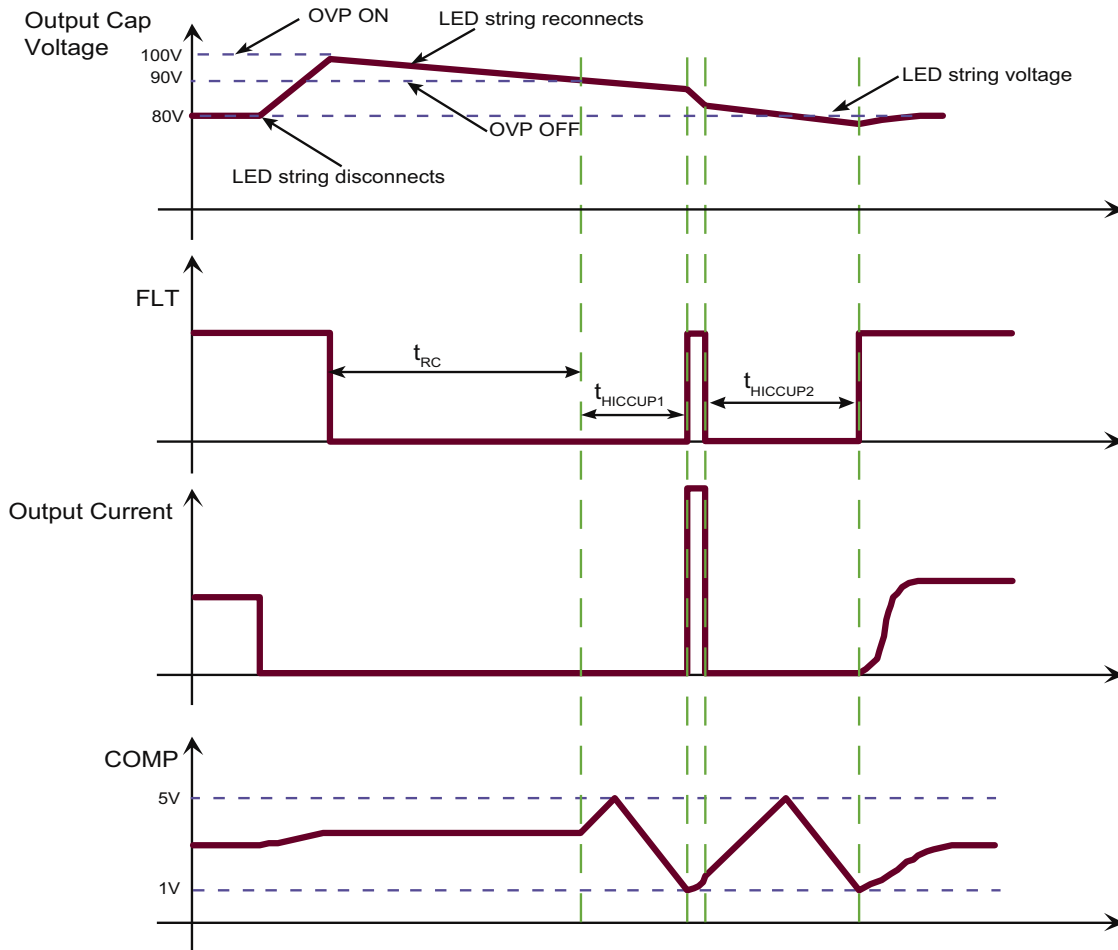 Output Cap
Voltage
OVP ON
LED string reconnects
100V
90V
LED string voltage
80V
OVP OFF
LED string disconnects
FLT
tRC
tHICCUP1
tHICCUP2
Output Current
COMP
5V
1V